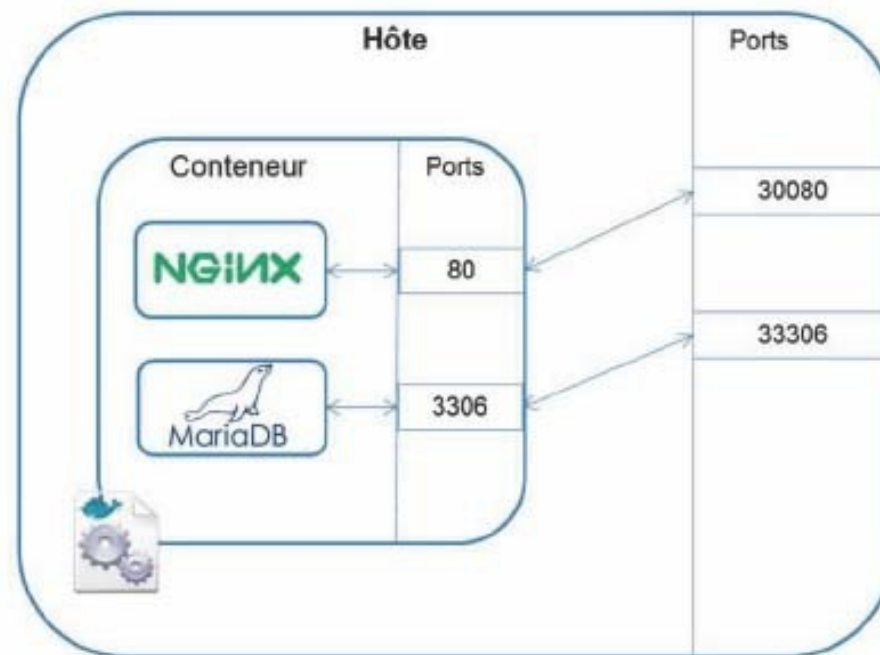 Hôte
Ports
Conteneur
Ports
30080
NGiNX
80
33306
3306
MariaDB